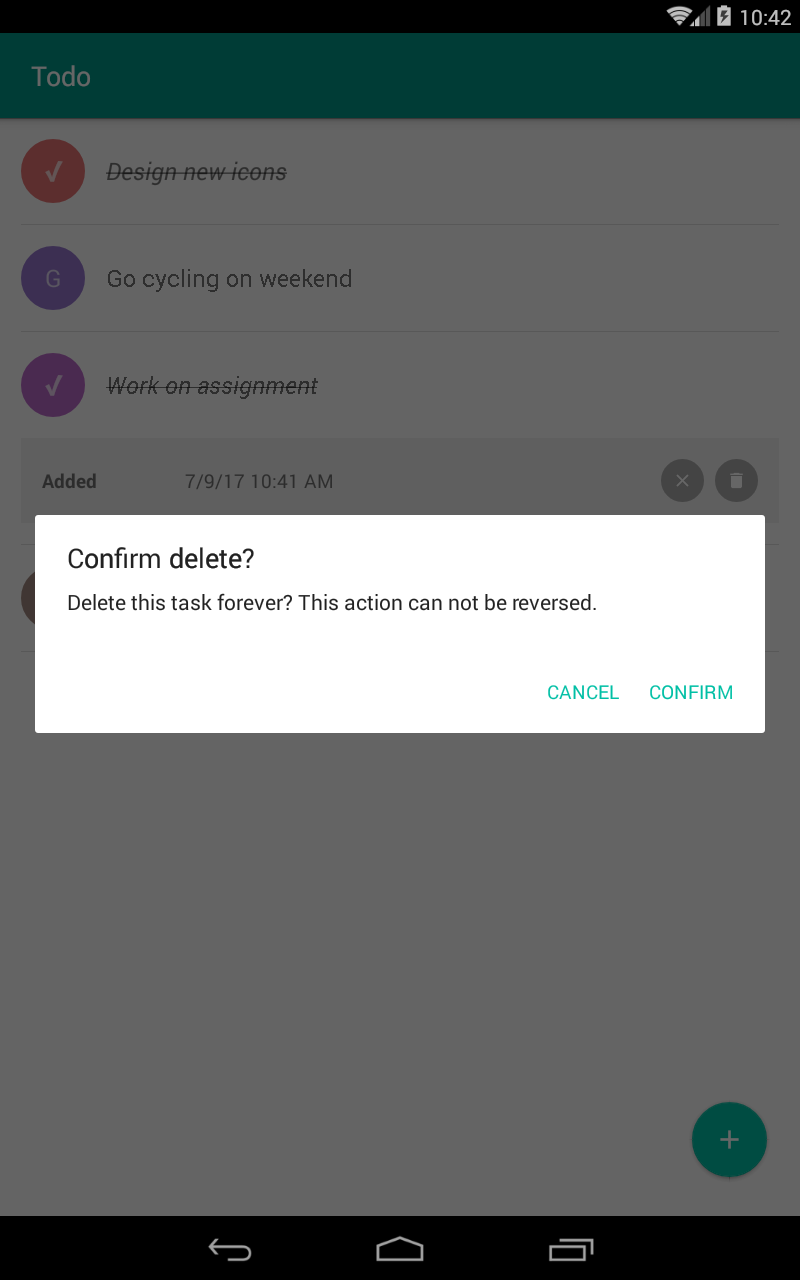 10:42
Todo
Design new icons
G
Go cycling on weekend
Work on assignment
Added
7/9/17 10:41 AM
Confirm delete?
Delete this task forever? This action can not be reversed.
CANCEL
CONFIRM